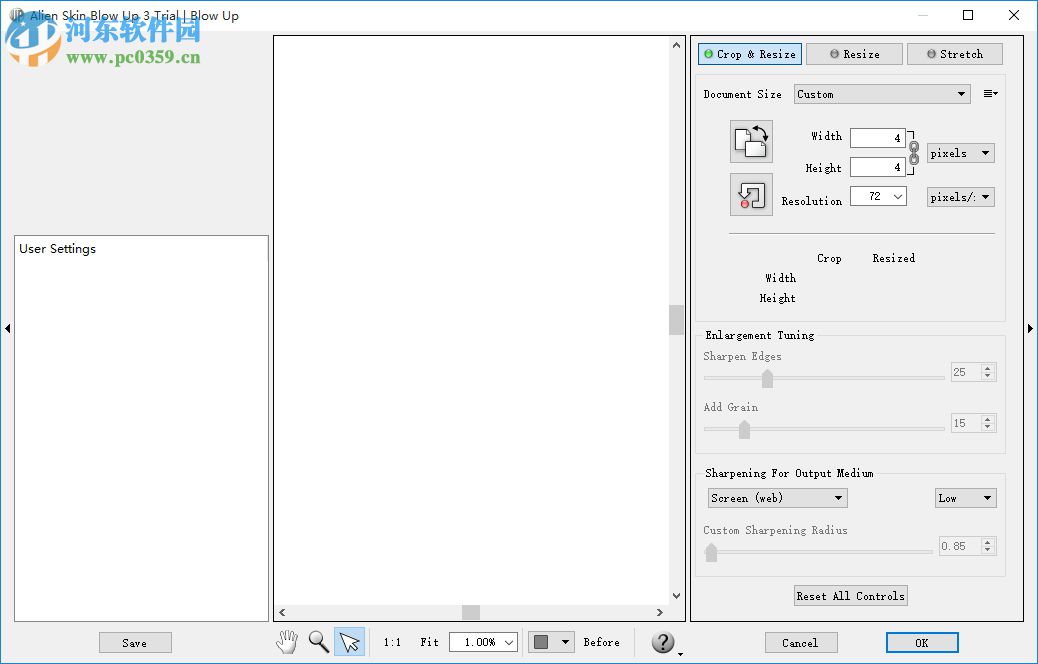 Alien Skin Blow Up 3 Trial | Blow Up
河东软件园
www.pc0359.cn
User Settings
Save
1:1
Fit
1.00%
Before
?
Crop & Resize
Resize
Stretch
Document Size
Custom
Width
4
pixels
Height
4
Resolution
72
pixels/:
Crop
Resized
Width
Height
Enlargement Tuning
Sharpen Edges
25
Add Grain
15
Sharpening For Output Medium
Screen (web)
Low
Custom Sharpening Radius
0.85
Reset All Controls
Cancel
OK